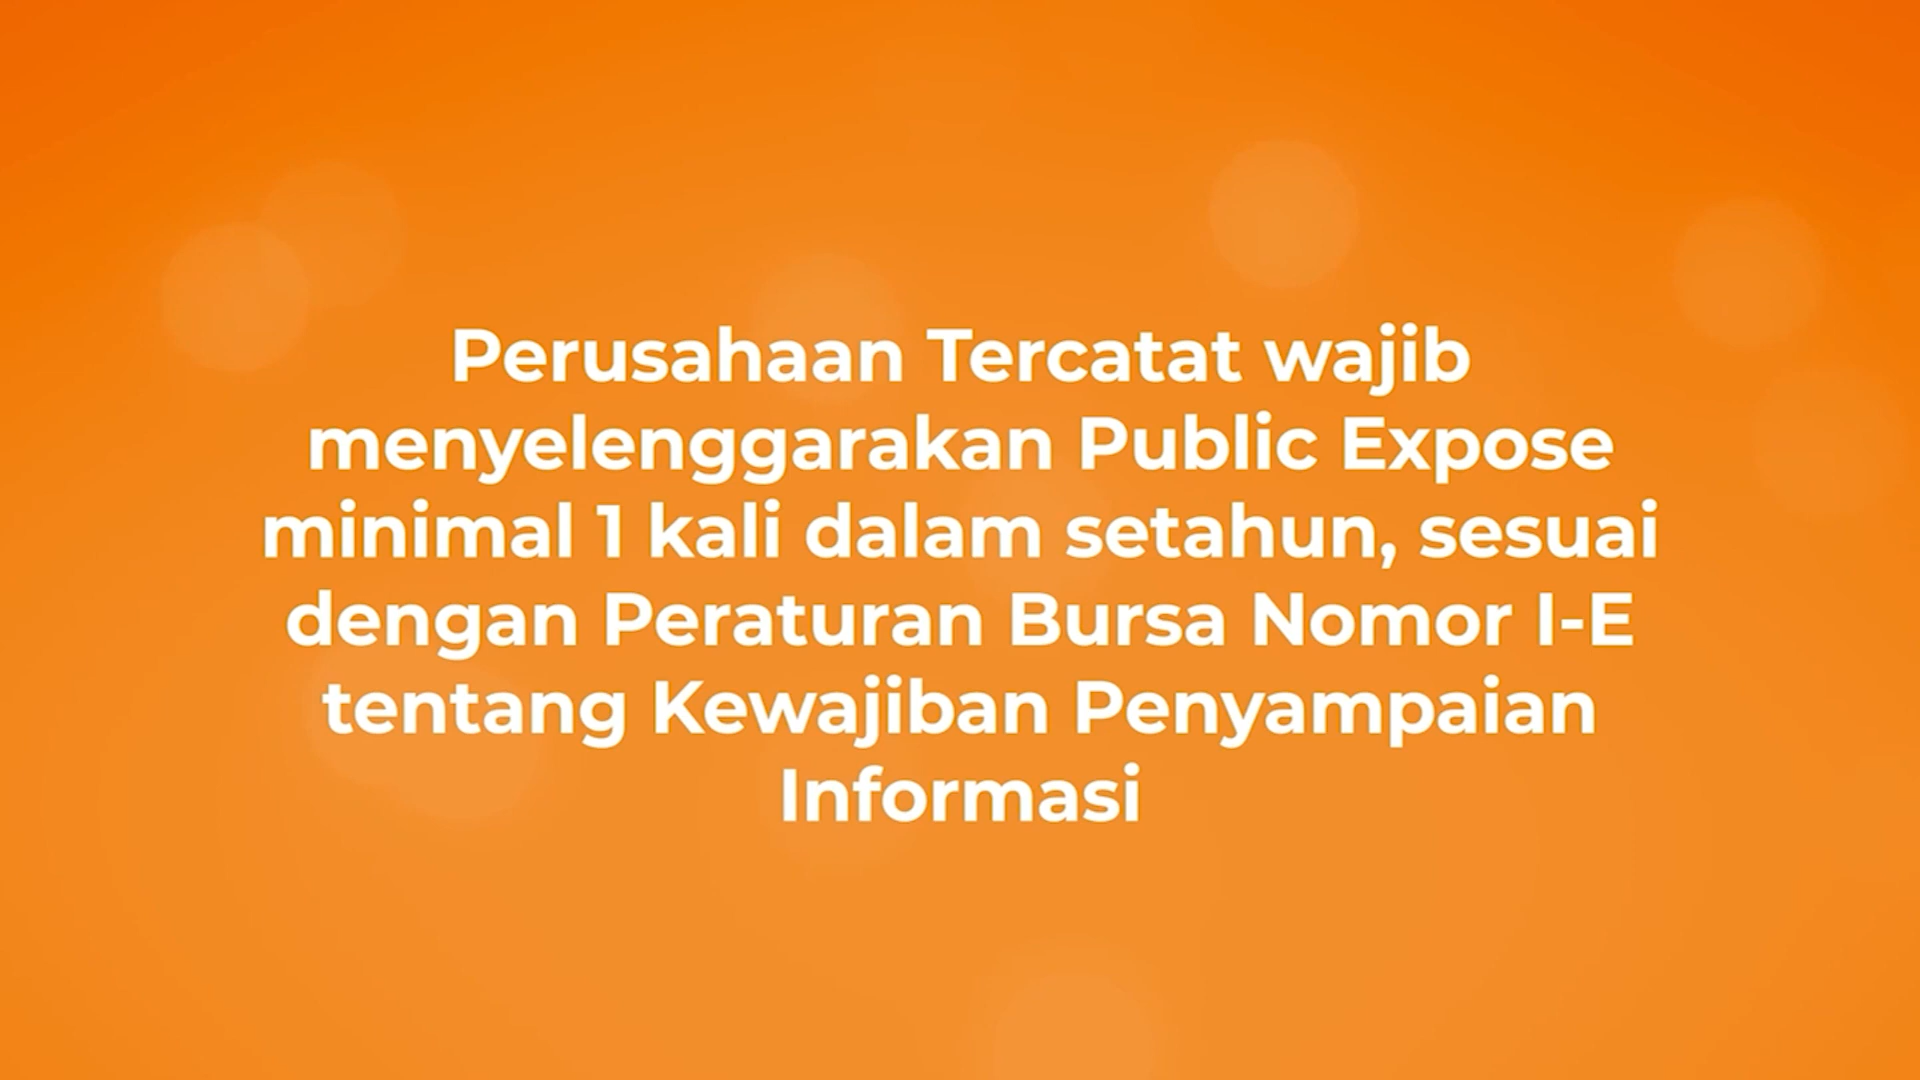 Perusahaan Tercatat wajib
menyelenggarakan Public Expose
minimal 1 kali dalam setahun, sesuai
dengan Peraturan Bursa Nomor I-E
tentang Kewajiban Penyampaian
Informasi